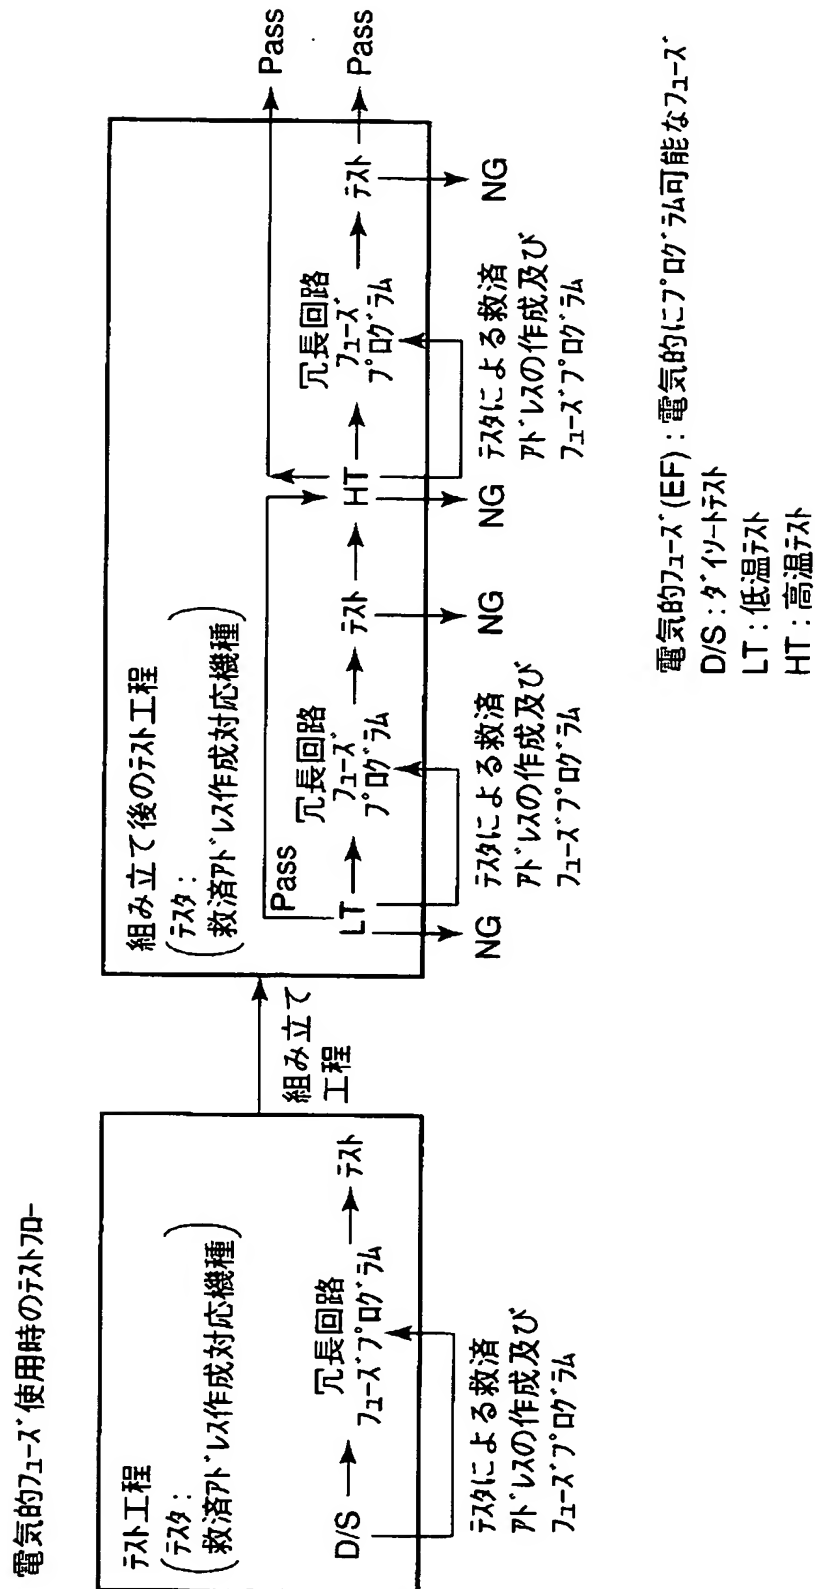 電気的フューズ使用時のテストフロー
テスト工程
テスタ：
救済アドレス作成対応機種
D/S
冗長回路
フューズプログラム
テスト
テスタによる救済
アドレスの作成及び
フューズプログラム
組み立て
工程
組み立て後のテスト工程
テスタ：
救済アドレス作成対応機種
Pass
LT
冗長回路
フューズ
プログラム
テスト
HT
冗長回路
フューズ
プログラム
テスト
Pass
Pass
NG
テスタによる救済
アドレスの作成及び
フューズプログラム
NG
NG
テスタによる救済
アドレスの作成及び
フューズプログラム
NG
電気的フューズ(EF)：電気的にプログラム可能なフューズ
D/S：ダイソートテスト
LT：低温テスト
HT：高温テスト